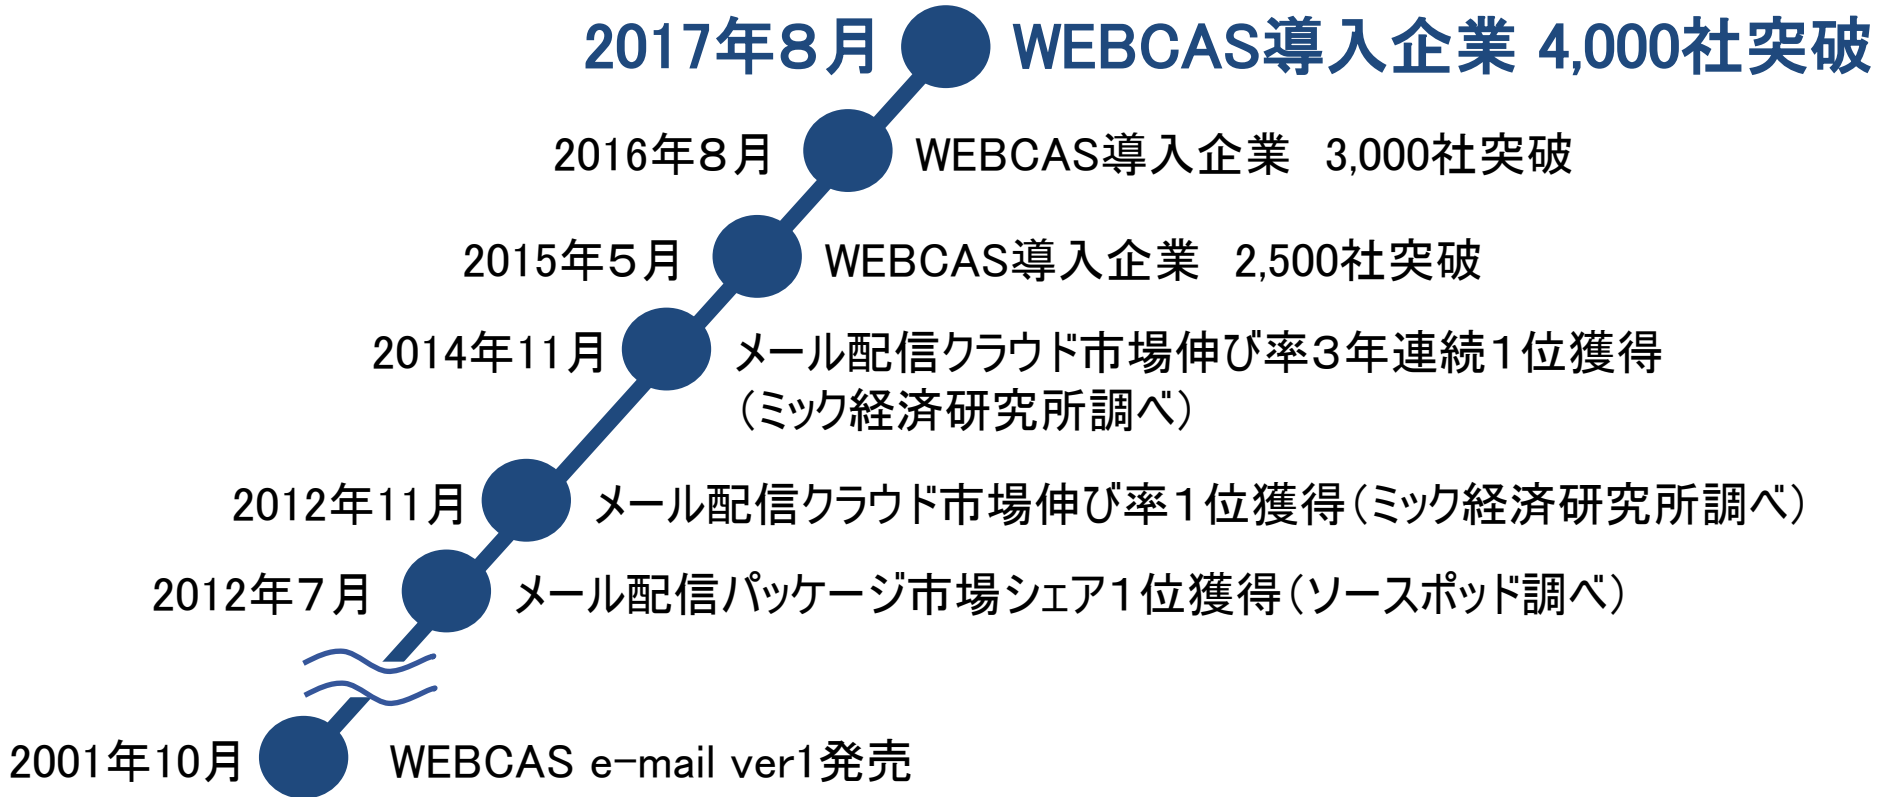 2017年８月 WEBCAS導入企業 4,000社突破
2016年８月 WEBCAS導入企業　3,000社突破
2015年５月 WEBCAS導入企業　2,500社突破
2014年11月 メール配信クラウド市場伸び率３年連続１位獲得
（ミック経済研究所調べ）
2012年11月 メール配信クラウド市場伸び率１位獲得（ミック経済研究所調べ）
2012年７月 メール配信パッケージ市場シェア１位獲得（ソースポッド調べ）
2001年10月 WEBCAS e-mail ver1発売